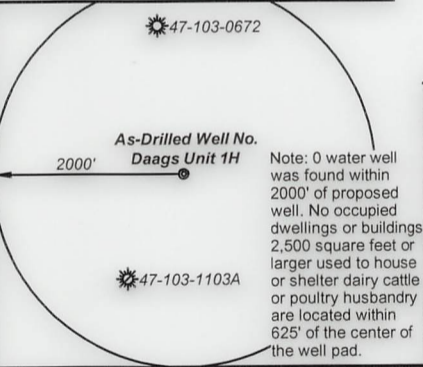 47-103-0672
As-Drilled Well No.
Daags Unit 1H
2000'
Note: 0 water well
was found within
2000' of proposed
well. No occupied
dwellings or buildings
2,500 square feet or
larger used to house
or shelter dairy cattle
or poultry husbandry
are located within
625' of the center of
the well pad.
47-103-1103A